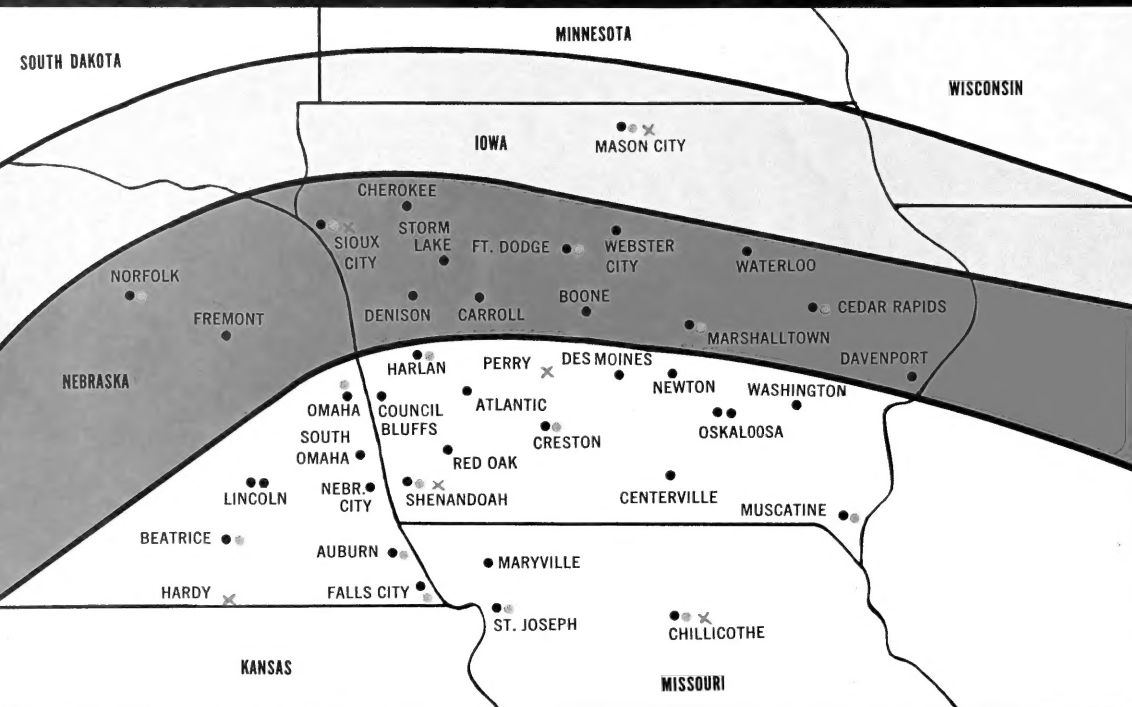 MINNESOTA
SOUTH DAKOTA
WISCONSIN
IOWA
MASON CITY
CHEROKEE
STORM
LAKE
SIOUX
CITY
FT. DODGE
WEBSTER
CITY
WATERLOO
NORFOLK
FREMONT
DENISON
CARROLL
BOONE
CEDAR RAPIDS
MARSHALLTOWN
DAVENPORT
NEBRASKA
HARLAN
PERRY
DES MOINES
NEWTON
WASHINGTON
OMAHA
COUNCIL
BLUFFS
ATLANTIC
CRESTON
OSKALOOSA
SOUTH
OMAHA
RED OAK
LINCOLN
NEBR.
CITY
SHENANDOAH
CENTERVILLE
MUSCATINE
BEATRICE
AUBURN
MARYVILLE
HARDY
FALLS CITY
ST. JOSEPH
CHILLICOTHE
KANSAS
MISSOURI